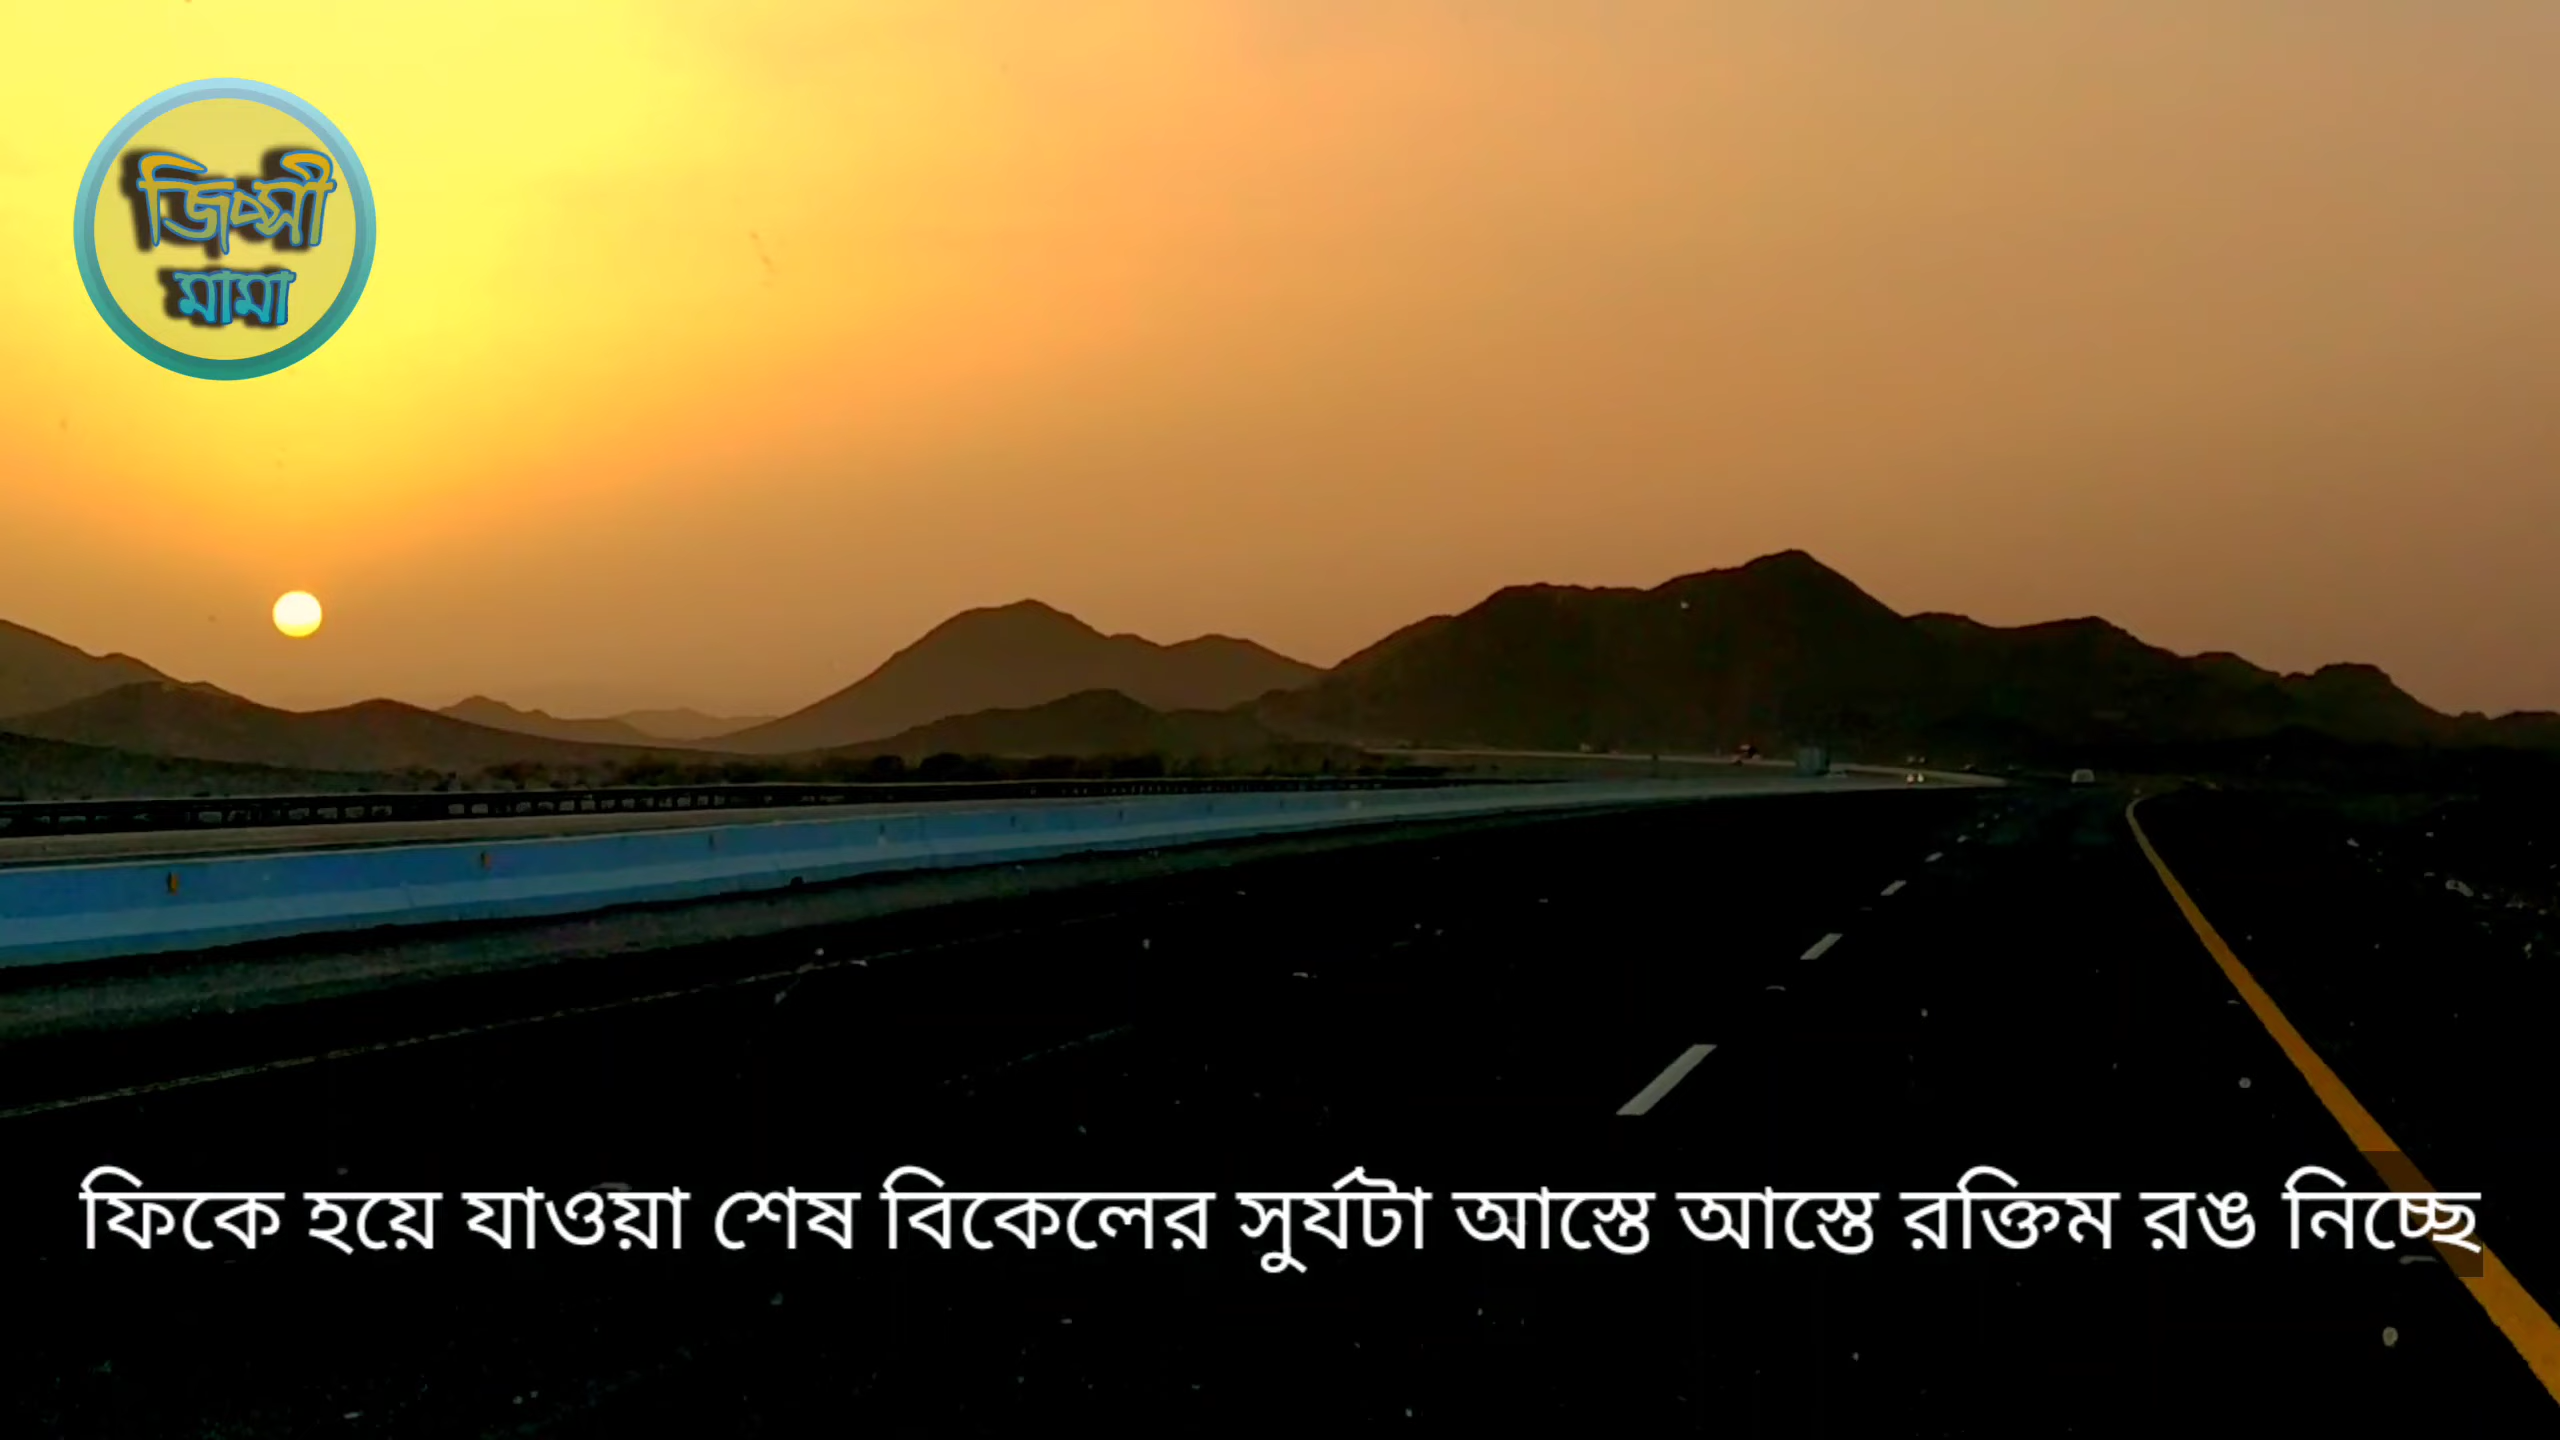 জিপ্সী
মামা
ফিকে হয়ে যাওয়া শেষ বিকেলের সুর্যটা আস্তে আস্তে রক্তিম রঙ নিচ্ছে